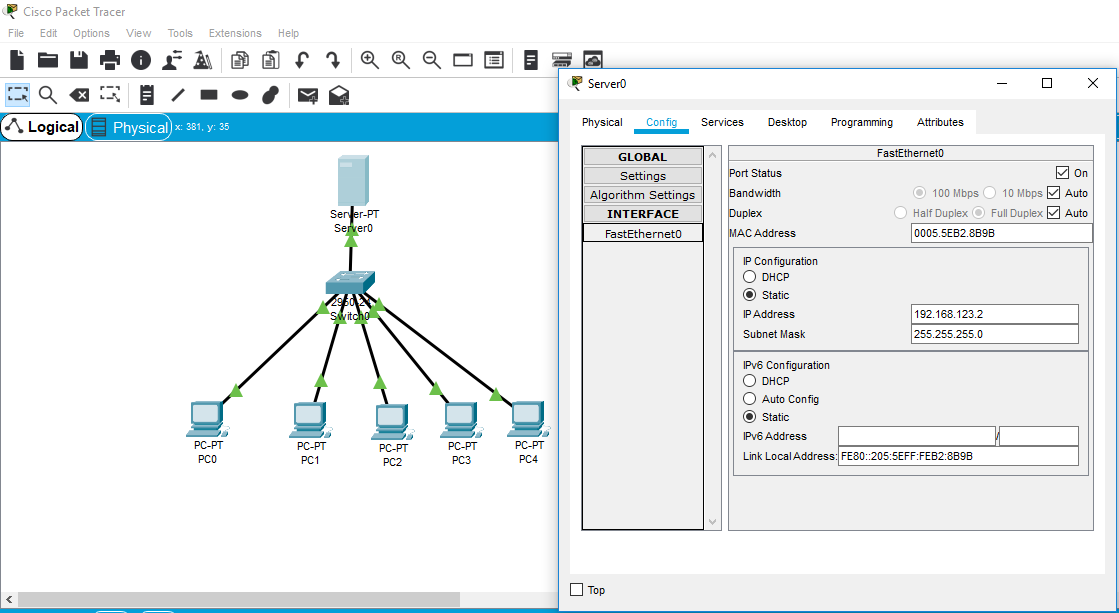 Cisco Packet Tracer
File Edit Options View Tools Extensions Help
Logical Physical x: 381, y: 35
Server-PT
Server0
Switch0
PC-PT
PC0
PC-PT
PC1
PC-PT
PC2
PC-PT
PC3
PC-PT
PC4
Server0
Physical Config Services Desktop Programming Attributes
GLOBAL
Settings
Algorithm Settings
INTERFACE
FastEthernet0
FastEthernet0
Port Status On
Bandwidth 100 Mbps 10 Mbps Auto
Duplex Half Duplex Full Duplex Auto
MAC Address 0005.5EB2.8B9B
IP Configuration
DHCP
Static
IP Address 192.168.123.2
Subnet Mask 255.255.255.0
IPv6 Configuration
DHCP
Auto Config
Static
IPv6 Address /
Link Local Address: FE80::205:5EFF:FEB2:8B9B
Top